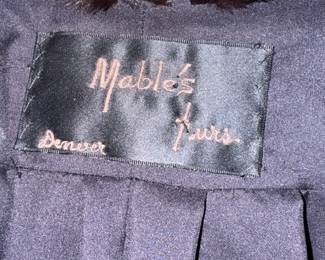 Mable's
Furs.
Denver